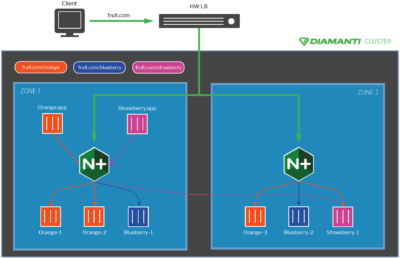 Client
fruit.com
HW LB
DIAMANTI CLUSTER
fruit.com/orange
fruit.com/blueberry
fruit.com/strawberry
ZONE 1
ZONE 2
Orange.app
Strawberry.app
N+
N+
Orange-1
Orange-2
Blueberry-1
Orange-3
Blueberry-2
Strawberry-1